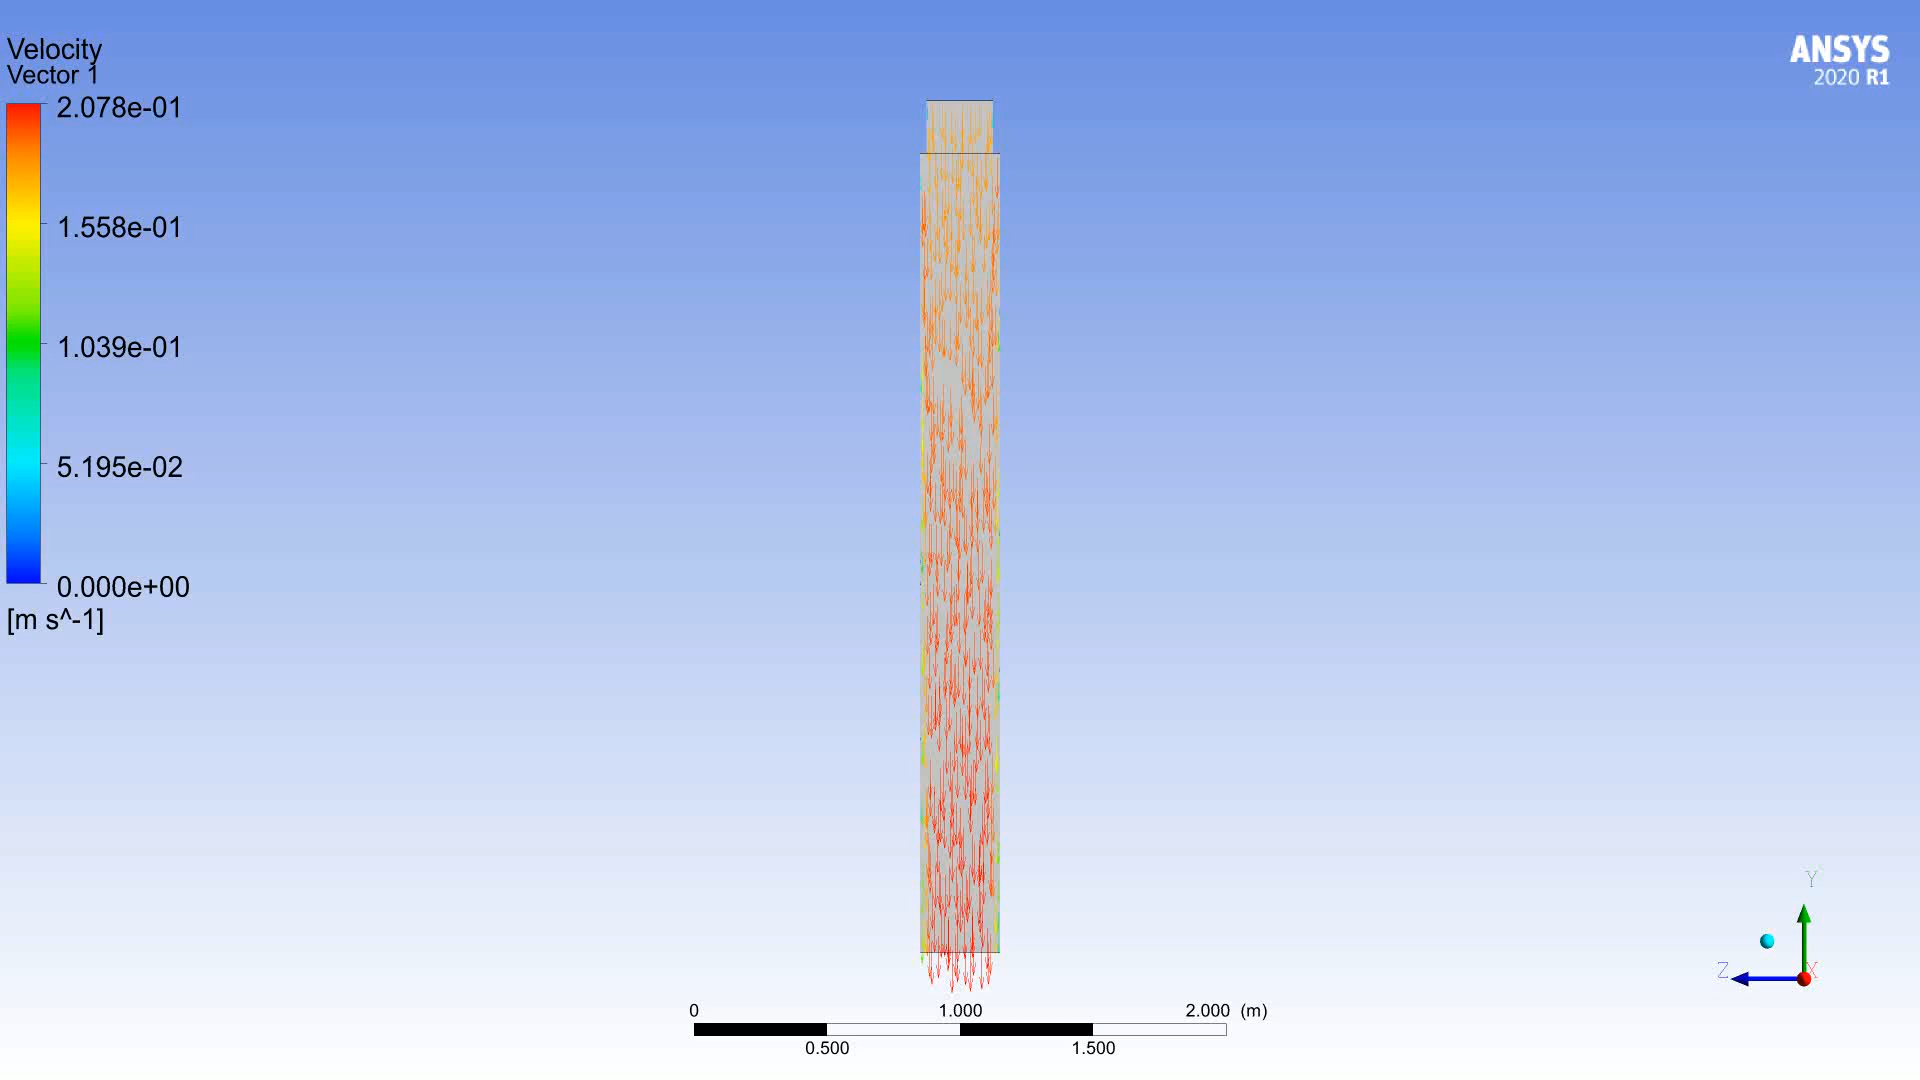 Velocity
Vector 1
2.078e-01
1.558e-01
1.039e-01
5.195e-02
0.000e+00
[m s^-1]
ANSYS
2020 R1
0 1.000 2.000 (m)
0.500 1.500
Y
Z X